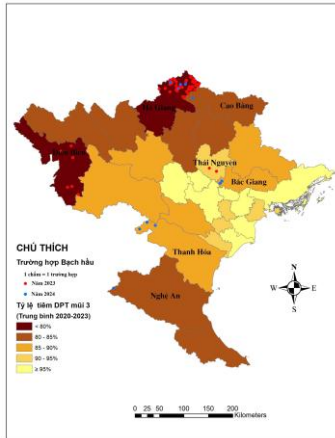 Hà Giang
Cao Bằng
Thái Nguyên
Bắc Giang
Thanh Hóa
Nghệ An
CHÚ THÍCH
Trường hợp Bạch hầu
1 chấm = 1 trường hợp
Năm 2023
Năm 2024
Tỷ lệ tiêm DPT mũi 3
(Trung bình 2020-2023)
< 80%
80 - 85%
85 - 90%
90 - 95%
≥ 95%
N
W E
S
0 25 50 100 150 200
Kilometers